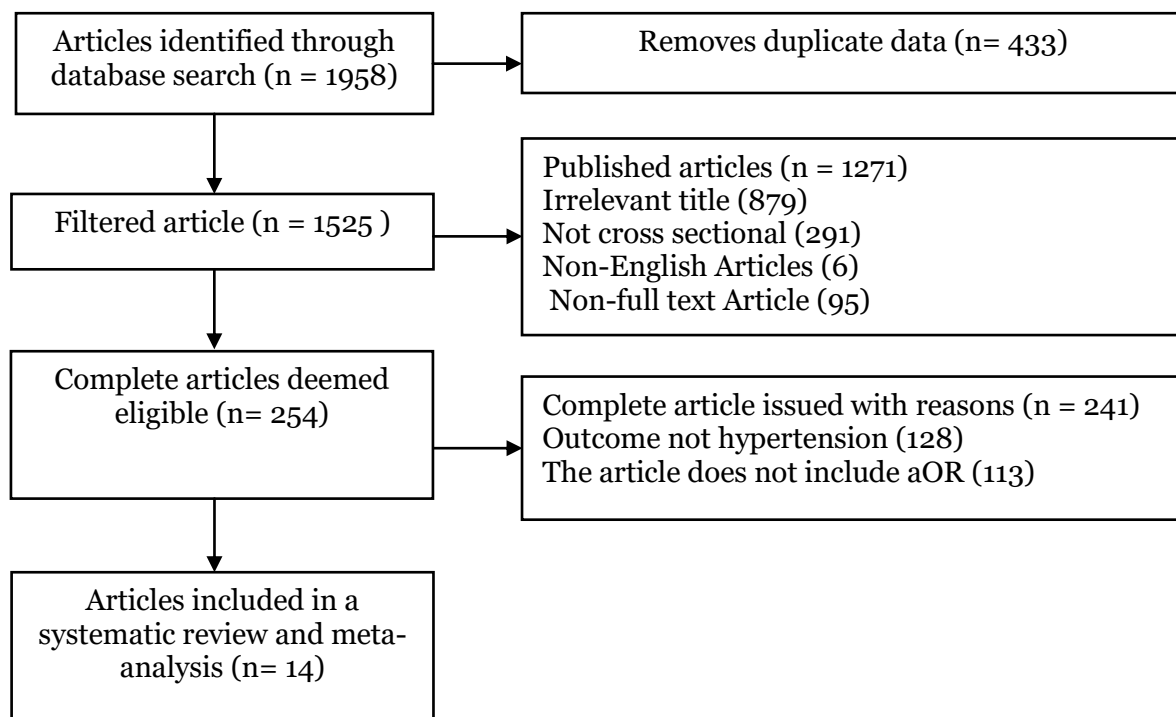 Articles identified through
database search (n = 1958)
Removes duplicate data (n= 433)
Filtered article (n = 1525 )
Published articles (n = 1271)
Irrelevant title (879)
Not cross sectional (291)
Non-English Articles (6)
Non-full text Article (95)
Complete articles deemed
eligible (n= 254)
Complete article issued with reasons (n = 241)
Outcome not hypertension (128)
The article does not include aOR (113)
Articles included in a
systematic review and meta-
analysis (n= 14)